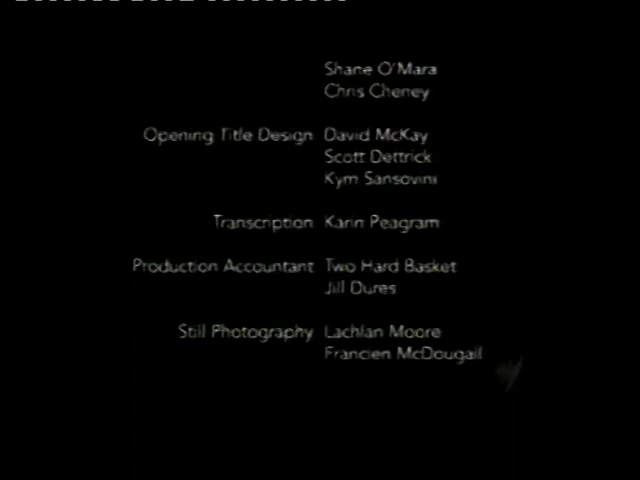 Shane O'Mara
Chris Cheney
Opening Title Design David McKay
Scott Dettrick
Kym Sansovini
Transcription Karin Peagram
Production Accountant Two Hard Basket
Jill Dures
Still Photography Lachlan Moore
Francien McDougall